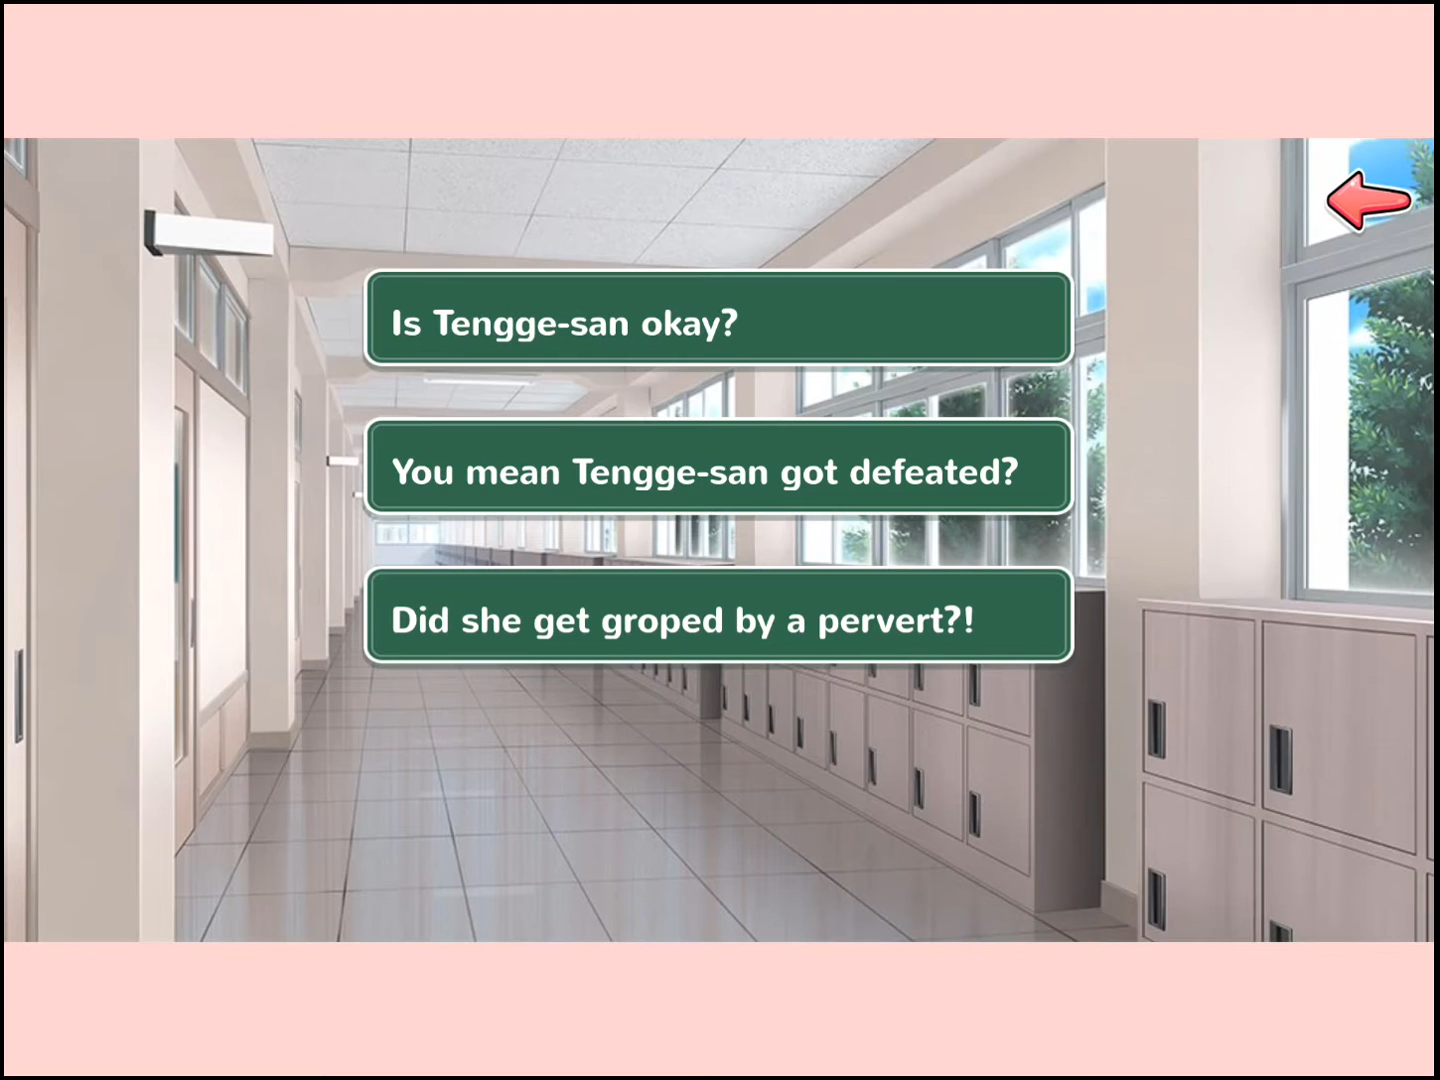 Is Tengge-san okay?
You mean Tengge-san got defeated?
Did she get groped by a pervert?!